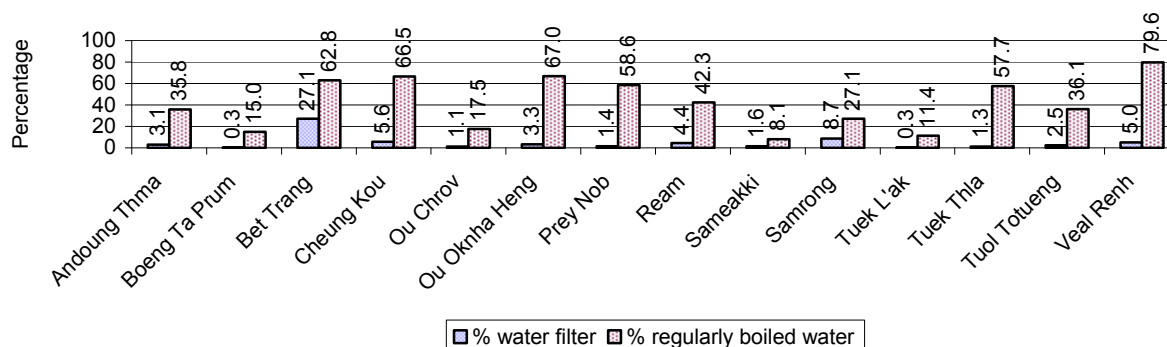 Percentage
100
80
60
40
20
0
3.1 35.8 0.3 15.0 27.1 62.8 5.6 66.5 1.1 17.5 3.3 67.0 1.4 58.6 4.4 42.3 1.6 8.1 8.7 27.1 0.3 11.4 1.3 57.7 2.5 36.1 5.0 79.6
Andoung Thma
Boeng Ta Prum
Bet Trang
Cheung Kou
Ou Chrov
Ou Oknha Heng
Prey Nob
Ream
Sameakki
Samrong
Tuek L'ak
Tuek Thla
Tuol Totueng
Veal Renh
% water filter % regularly boiled water